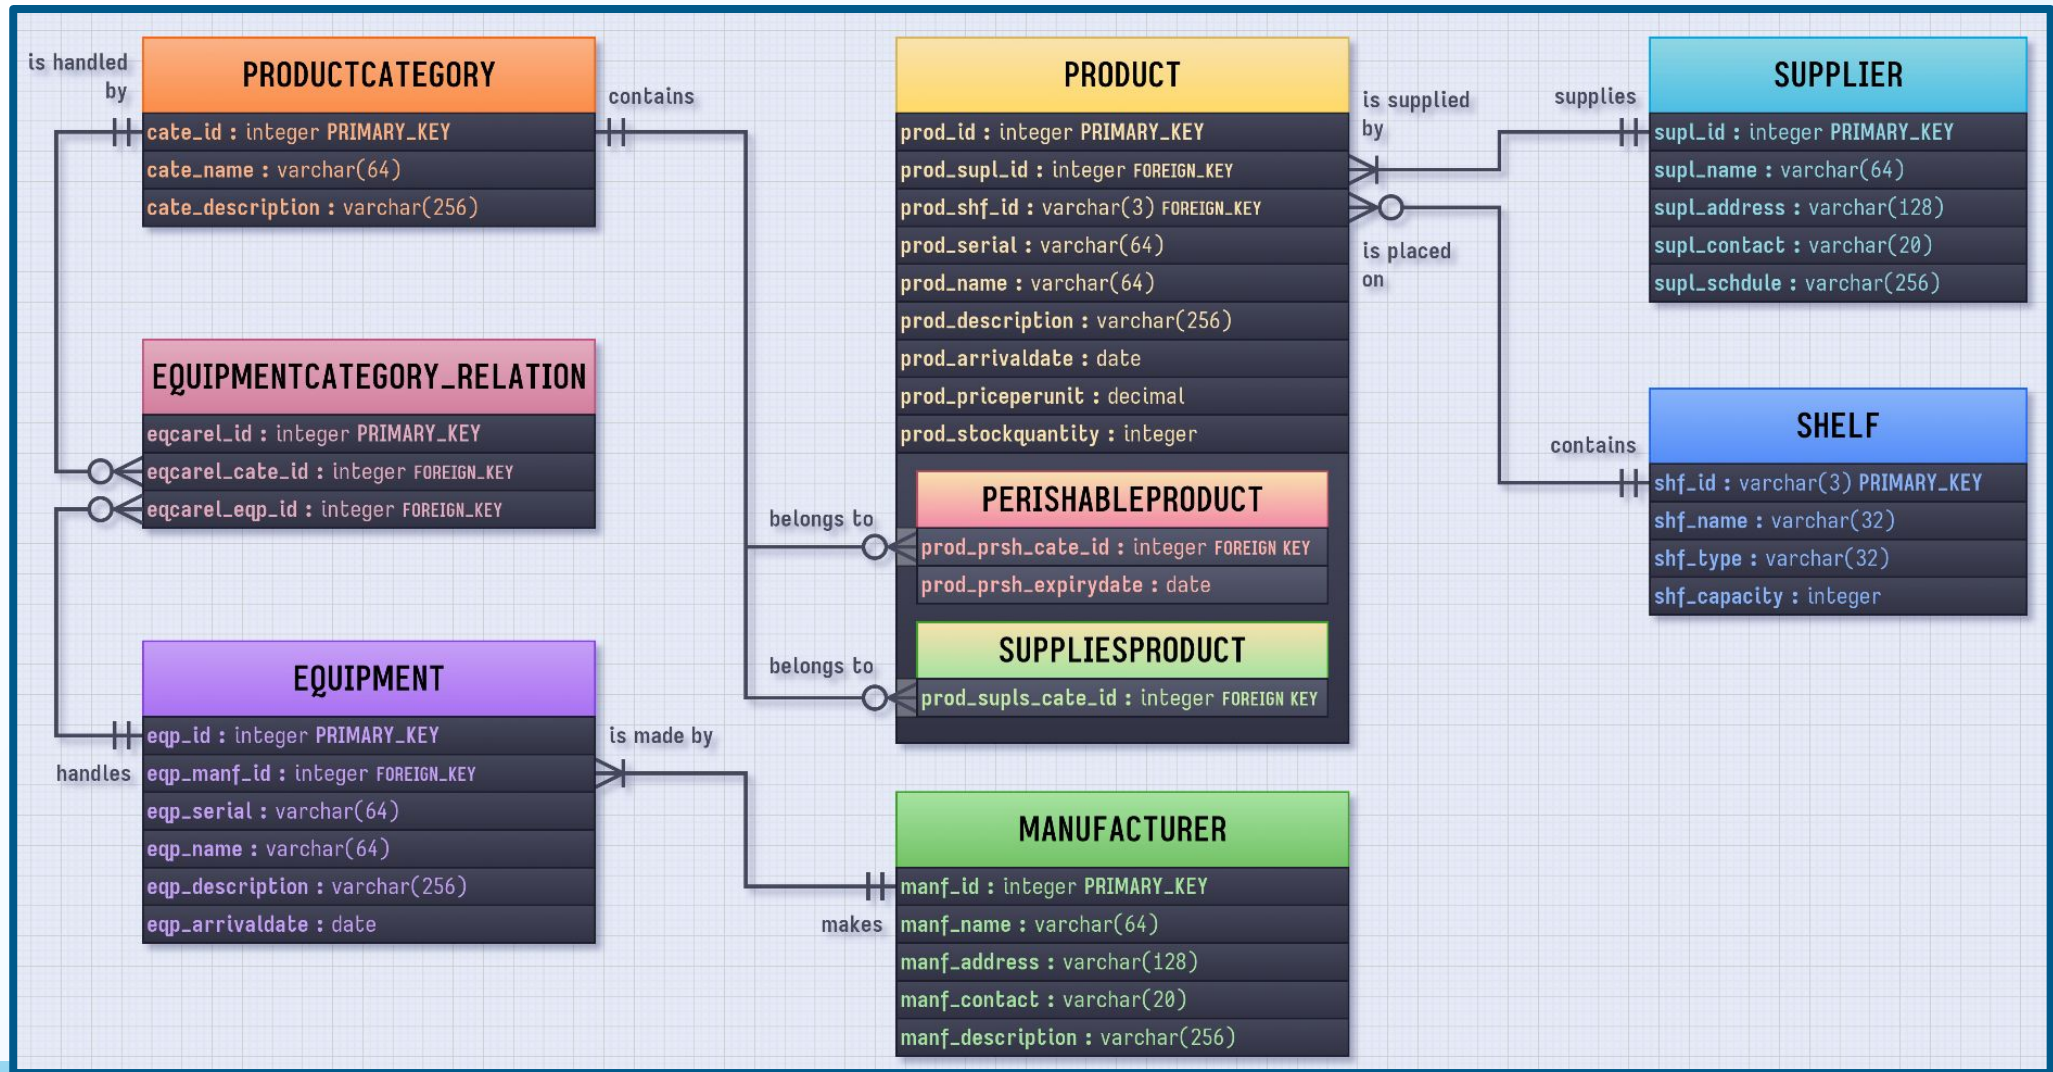 is handled
by
PRODUCTCATEGORY
cate_id : integer PRIMARY_KEY
cate_name : varchar(64)
cate_description : varchar(256)
contains
EQUIPMENTCATEGORY_RELATION
eqcarel_id : integer PRIMARY_KEY
eqcarel_cate_id : integer FOREIGN_KEY
eqcarel_eqp_id : integer FOREIGN_KEY
EQUIPMENT
eqp_id : integer PRIMARY_KEY
eqp_manf_id : integer FOREIGN_KEY
eqp_serial : varchar(64)
eqp_name : varchar(64)
eqp_description : varchar(256)
eqp_arrivaldate : date
handles
is made by
PRODUCT
prod_id : integer PRIMARY_KEY
prod_supl_id : integer FOREIGN_KEY
prod_shf_id : varchar(3) FOREIGN_KEY
prod_serial : varchar(64)
prod_name : varchar(64)
prod_description : varchar(256)
prod_arrivaldate : date
prod_priceperunit : decimal
prod_stockquantity : integer
belongs to
PERISHABLEPRODUCT
prod_prsh_cate_id : integer FOREIGN KEY
prod_prsh_expirydate : date
belongs to
SUPPLIESPRODUCT
prod_supls_cate_id : integer FOREIGN KEY
MANUFACTURER
manf_id : integer PRIMARY_KEY
manf_name : varchar(64)
manf_address : varchar(128)
manf_contact : varchar(20)
manf_description : varchar(256)
makes
is supplied
by
is placed
on
supplies
SUPPLIER
supl_id : integer PRIMARY_KEY
supl_name : varchar(64)
supl_address : varchar(128)
supl_contact : varchar(20)
supl_schdule : varchar(256)
contains
SHELF
shf_id : varchar(3) PRIMARY_KEY
shf_name : varchar(32)
shf_type : varchar(32)
shf_capacity : integer